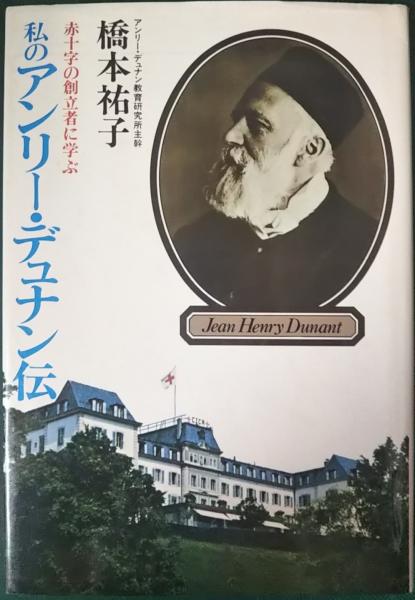 赤十字の創立者に学ぶ
私のアンリー・デュナン伝
アンリー・デュナン教育研究所主幹
橋本祐子
Jean Henry Dunant
CICR